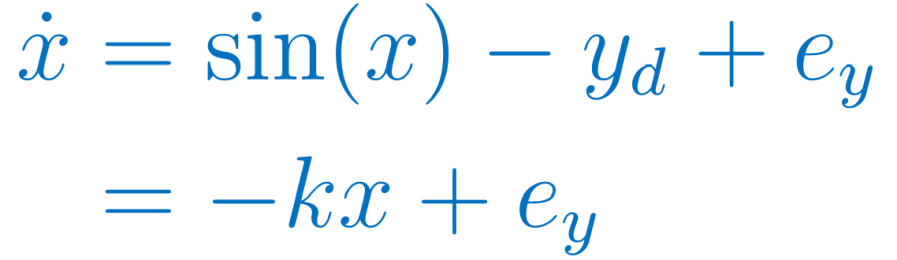 ẋ = sin(x) − y_d + e_y
= −kx + e_y